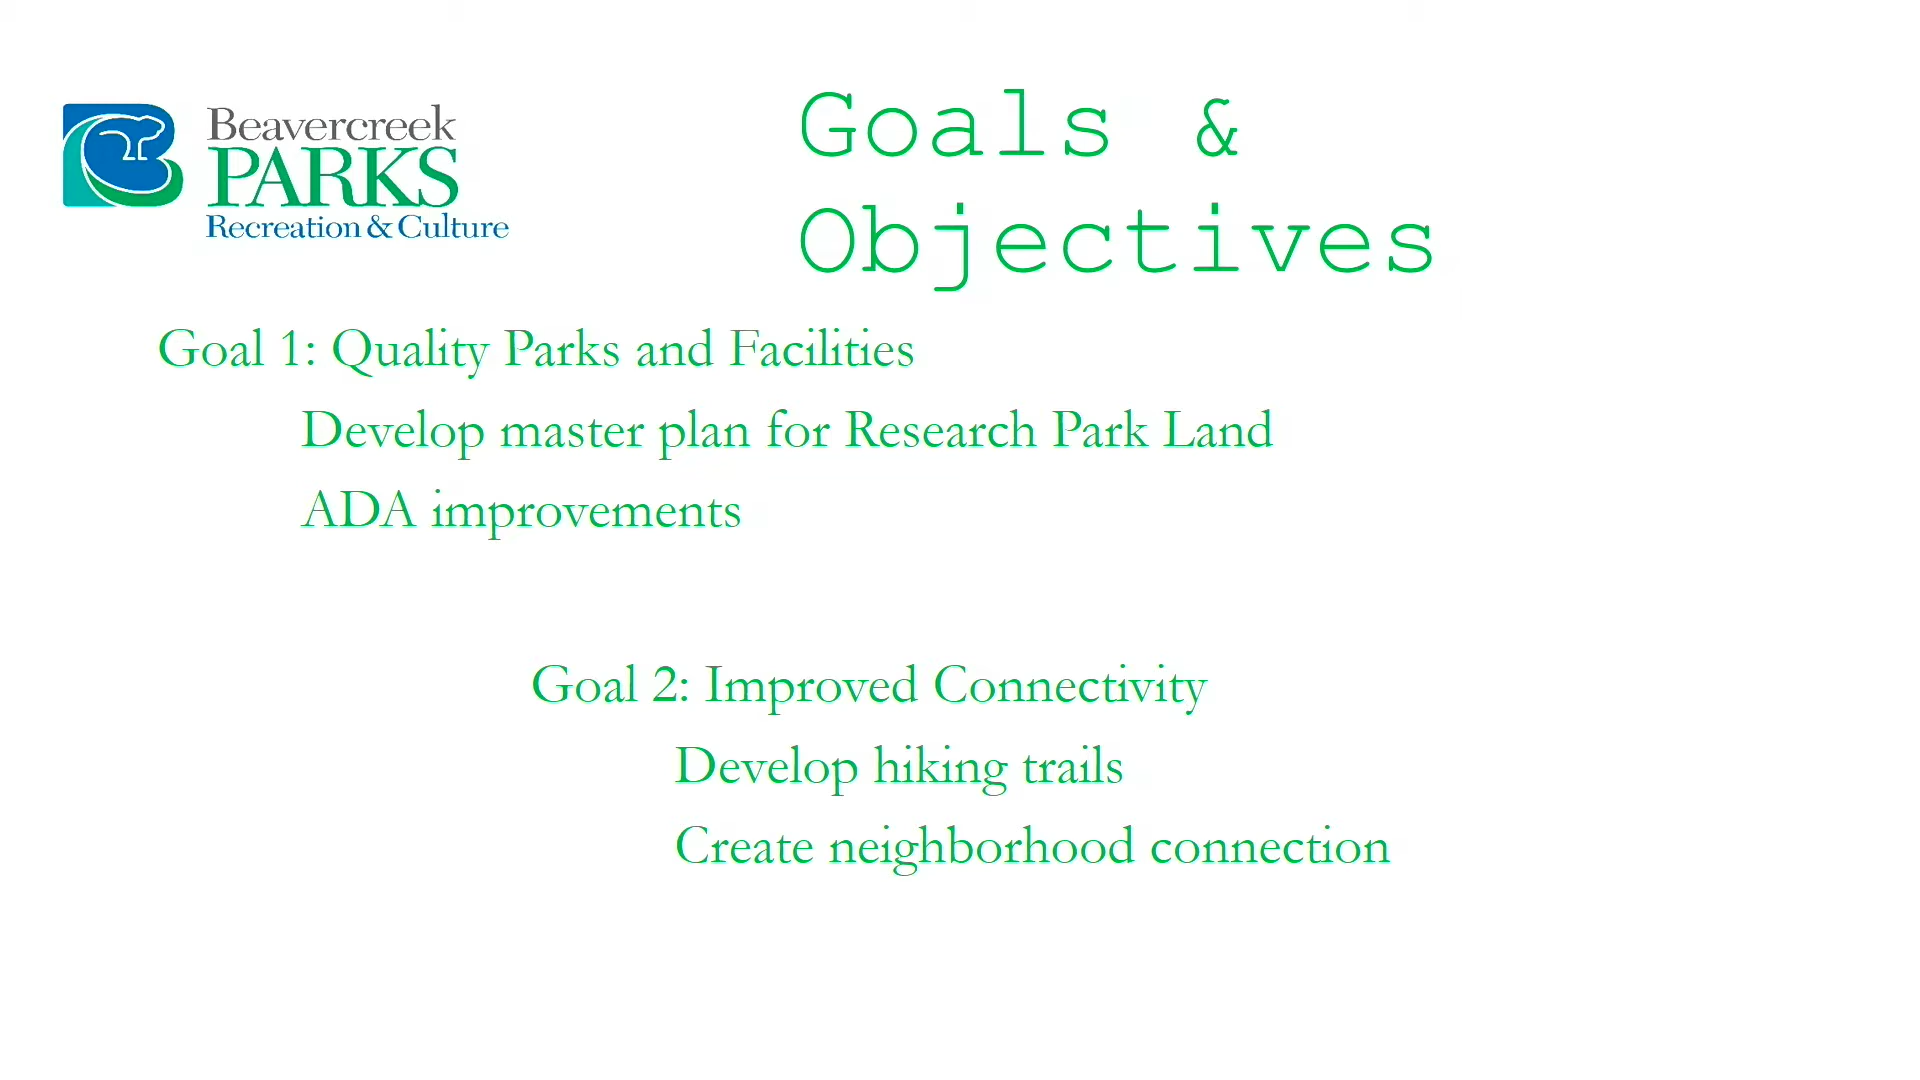 Beavercreek
PARKS
Recreation & Culture
Goals &
Objectives
Goal 1: Quality Parks and Facilities
Develop master plan for Research Park Land
ADA improvements
Goal 2: Improved Connectivity
Develop hiking trails
Create neighborhood connection